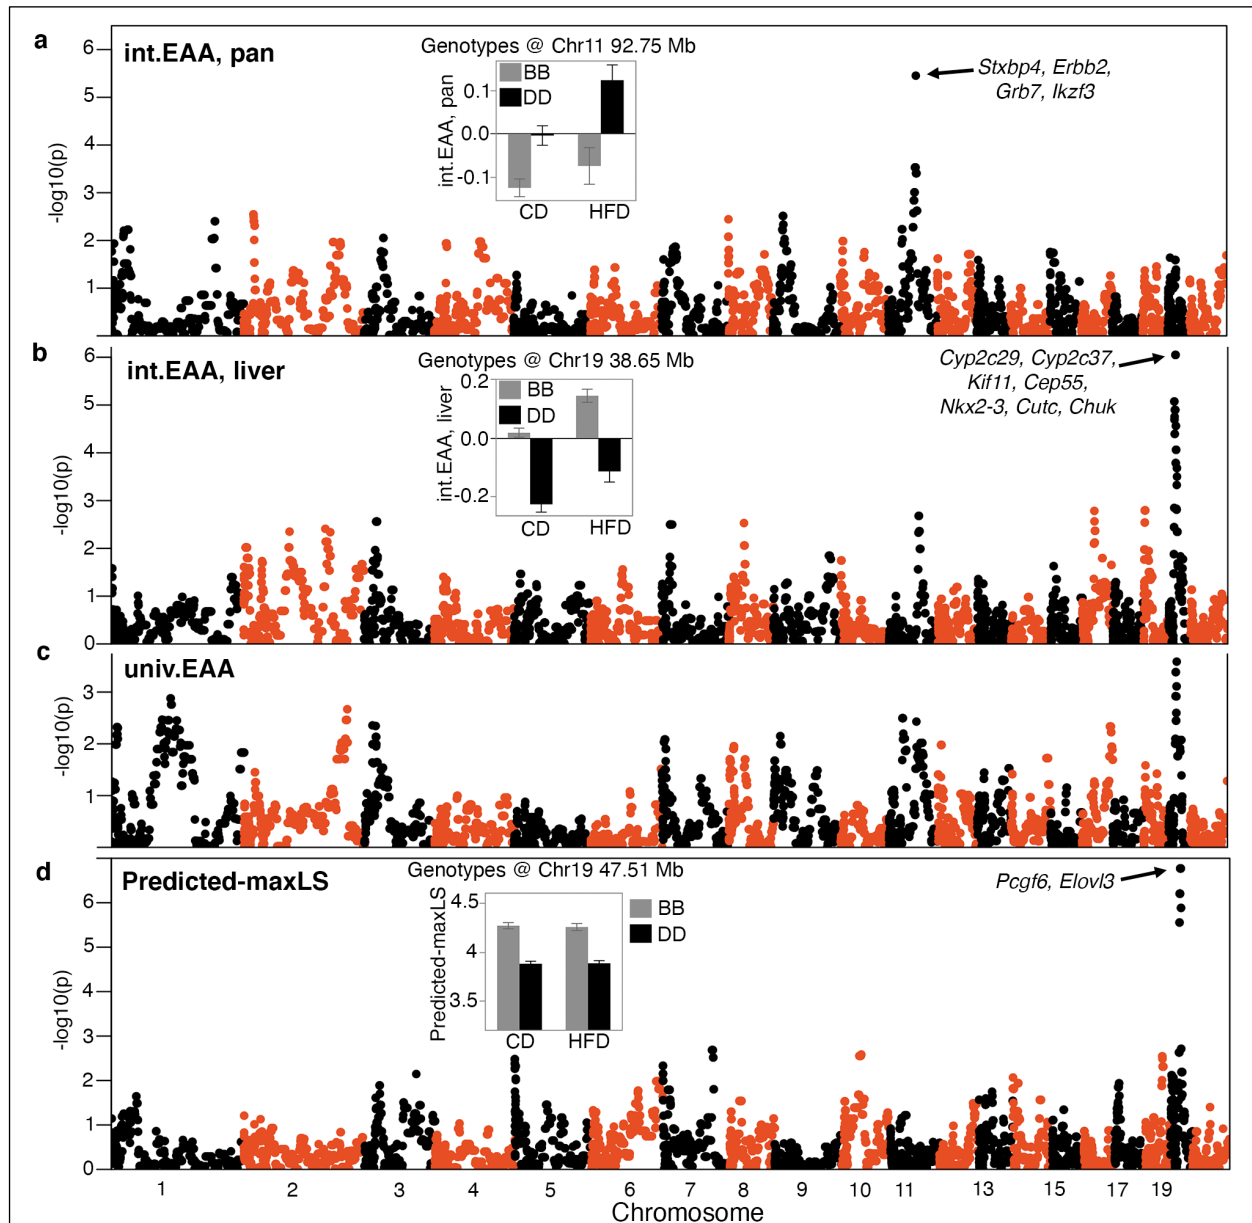 a
int.EAA, pan
Genotypes @ Chr11 92.75 Mb
BB
DD
int.EAA, pan
0.1
0.0
-0.1
CD HFD
Stxbp4, Erbb2,
Grb7, Ikzf3
-log10(p)
6
5
4
3
2
1
b
int.EAA, liver
Genotypes @ Chr19 38.65 Mb
BB
DD
int.EAA, liver
0.2
0.0
-0.2
CD HFD
Cyp2c29, Cyp2c37,
Kif11, Cep55,
Nkx2-3, Cutc, Chuk
-log10(p)
6
5
4
3
2
1
0
c
univ.EAA
-log10(p)
3
2
1
d
Predicted-maxLS
Genotypes @ Chr19 47.51 Mb
BB
DD
Predicted-maxLS
4.5
4
3.5
CD HFD
Pcgf6, Elovl3
-log10(p)
6
5
4
3
2
1
0
1 2 3 4 5 6 7 8 9 10 11 13 15 17 19
Chromosome